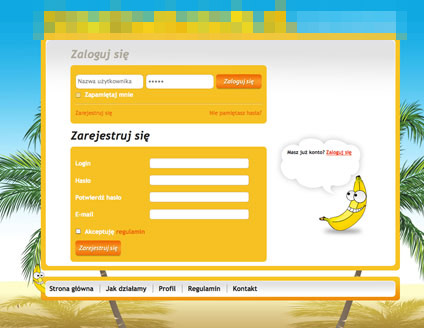 Zaloguj się
Nazwa użytkownika
•••••
Zaloguj się
Zapamiętaj mnie
Zarejestruj się
Nie pamiętasz hasła?
Zarejestruj się
Login
Hasło
Potwierdź hasło
E-mail
Akceptuję regulamin
Zarejestruj się
Masz już konto? Zaloguj się
Strona główna
Jak działamy
Profil
Regulamin
Kontakt